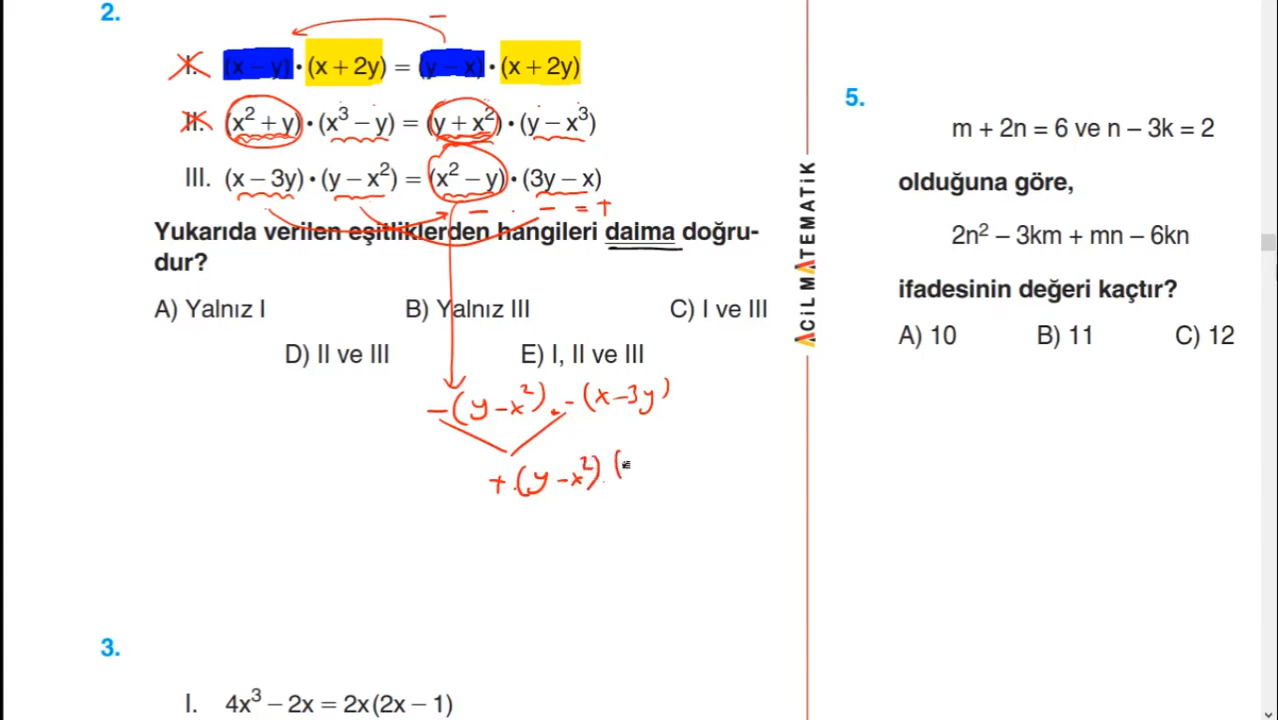 2.
I. (x – y) • (x + 2y) = (y – x) • (x + 2y)
II. (x² + y) • (x³ – y) = (y + x²) • (y – x³)
III. (x – 3y) • (y – x²) = (x² – y) • (3y – x)
– . – = +
Yukarıda verilen eşitliklerden hangileri daima doğru-
dur?
A) Yalnız I B) Yalnız III C) I ve III
D) II ve III E) I, II ve III
–(y – x²) . –(x – 3y)
+ . (y – x²) . (
3.
I. 4x³ – 2x = 2x(2x – 1)
ACİL MATEMATİK
5.
m + 2n = 6 ve n – 3k = 2
olduğuna göre,
2n² – 3km + mn – 6kn
ifadesinin değeri kaçtır?
A) 10 B) 11 C) 12